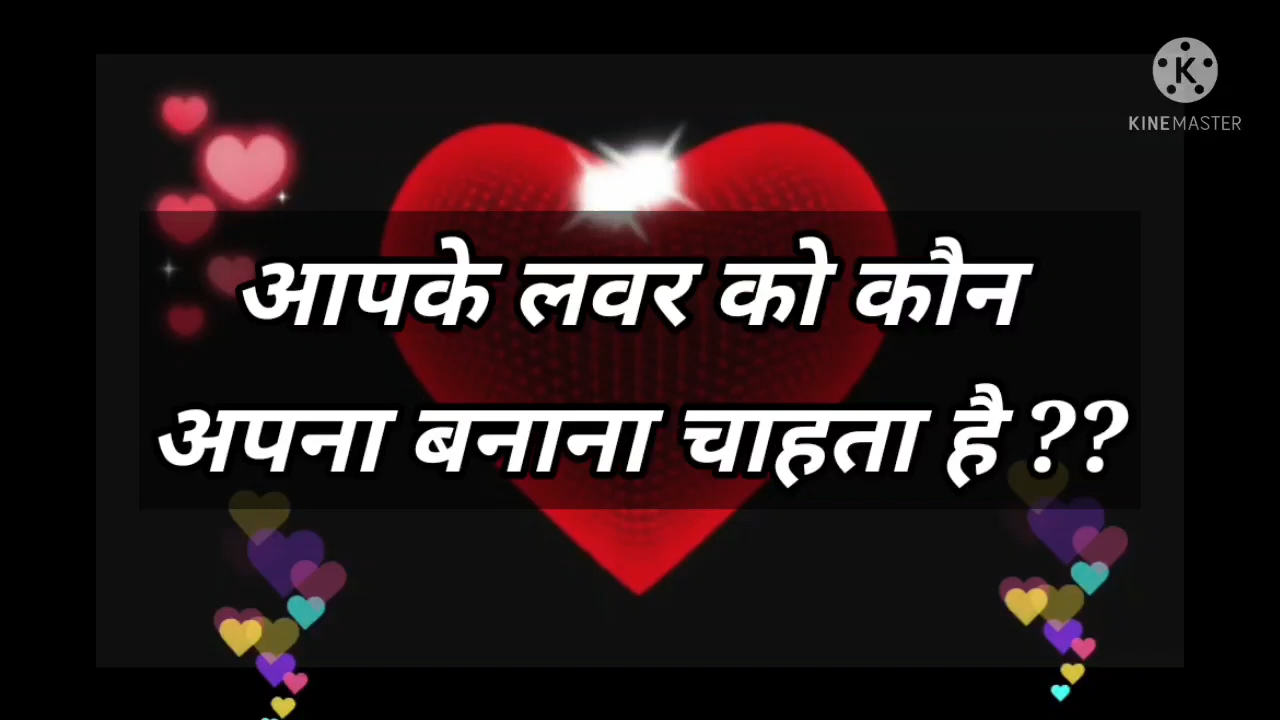 K
KINEMASTER
आपके लवर को कौन
अपना बनाना चाहता है ??